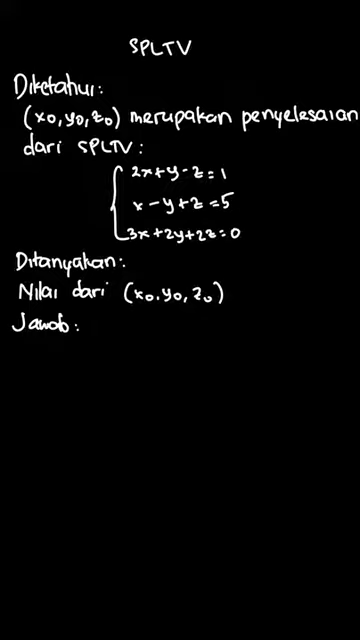 SPLTV
Diketahui:
(x0, y0, z0) merupakan penyelesaian
dari SPLTV:
2x+y-z=1
x-y+z=5
3x+2y+2z=0
Ditanyakan:
Nilai dari (x0.y0, z0)
Jawab: